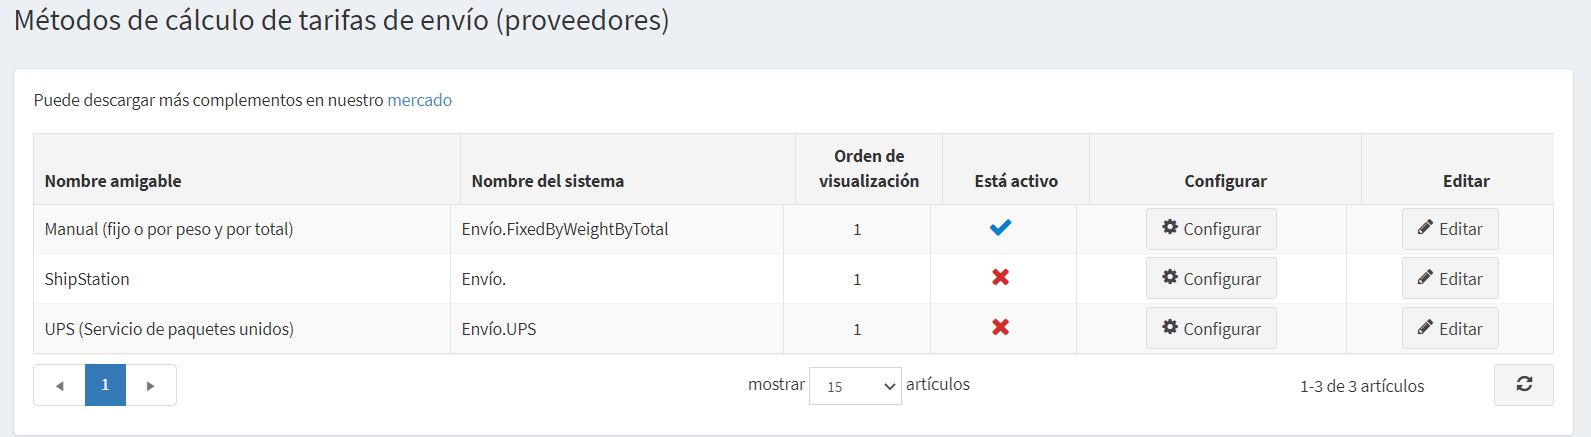 Métodos de cálculo de tarifas de envío (proveedores)
Puede descargar más complementos en nuestro mercado
Nombre amigable Nombre del sistema Orden de visualización Está activo Configurar Editar
Manual (fijo o por peso y por total) Envío.FixedByWeightByTotal 1 Configurar Editar
ShipStation Envío. 1 Configurar Editar
UPS (Servicio de paquetes unidos) Envío.UPS 1 Configurar Editar
1 mostrar 15 artículos 1-3 de 3 artículos